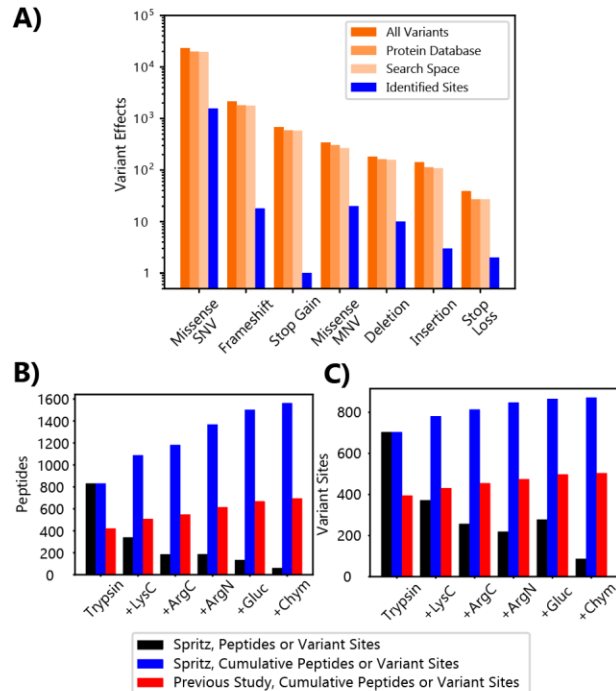 A)
10^5
10^4
10^3
10^2
10
1
Variant Effects
All Variants
Protein Database
Search Space
Identified Sites
Missense SNV
Frameshift
Stop Gain
Missense MNV
Deletion
Insertion
Stop Loss
B)
1600
1400
1200
1000
800
600
400
200
0
Peptides
Trypsin
+LysC
+ArgC
+ArgN
+Gluc
+Chym
C)
800
600
400
200
0
Variant Sites
Trypsin
+LysC
+ArgC
+ArgN
+Gluc
+Chym
Spritz, Peptides or Variant Sites
Spritz, Cumulative Peptides or Variant Sites
Previous Study, Cumulative Peptides or Variant Sites